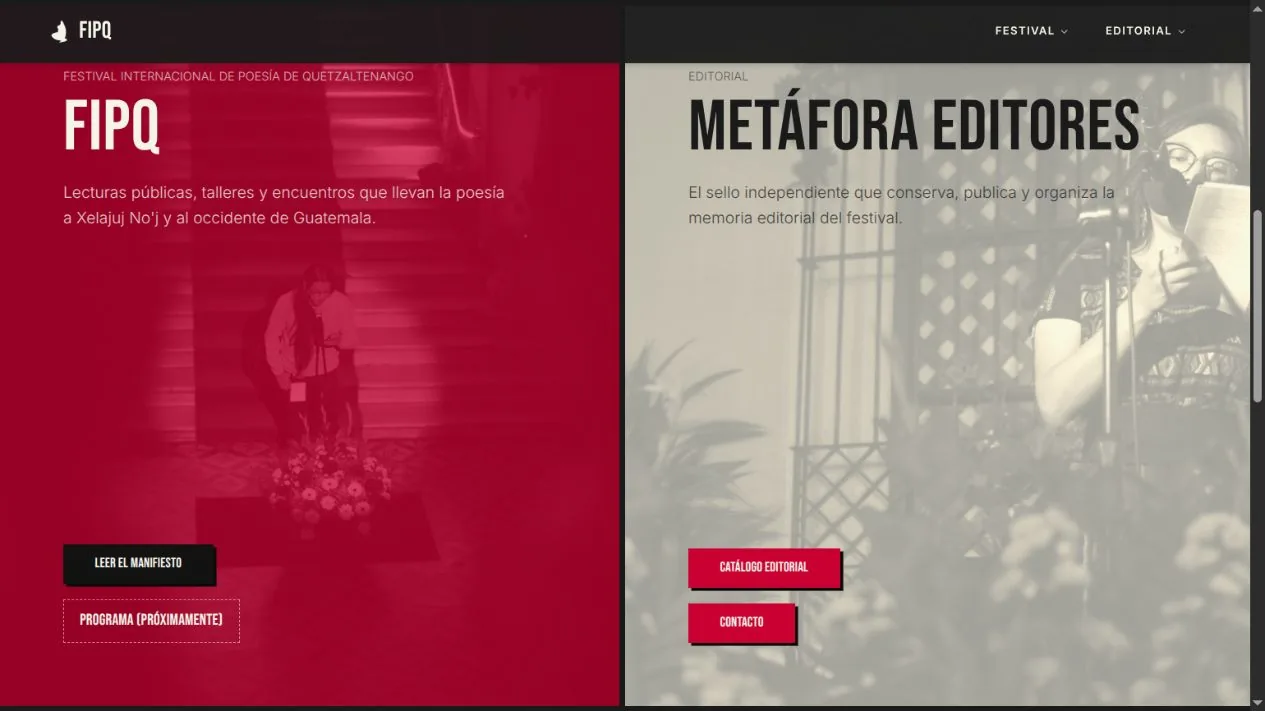 FIPQ
FESTIVAL
EDITORIAL
FESTIVAL INTERNACIONAL DE POESÍA DE QUETZALTENANGO
FIPQ
Lecturas públicas, talleres y encuentros que llevan la poesía
a Xelajuj No'j y al occidente de Guatemala.
LEER EL MANIFIESTO
PROGRAMA (PRÓXIMAMENTE)
EDITORIAL
METÁFORA EDITORES
El sello independiente que conserva, publica y organiza la
memoria editorial del festival.
CATÁLOGO EDITORIAL
CONTACTO